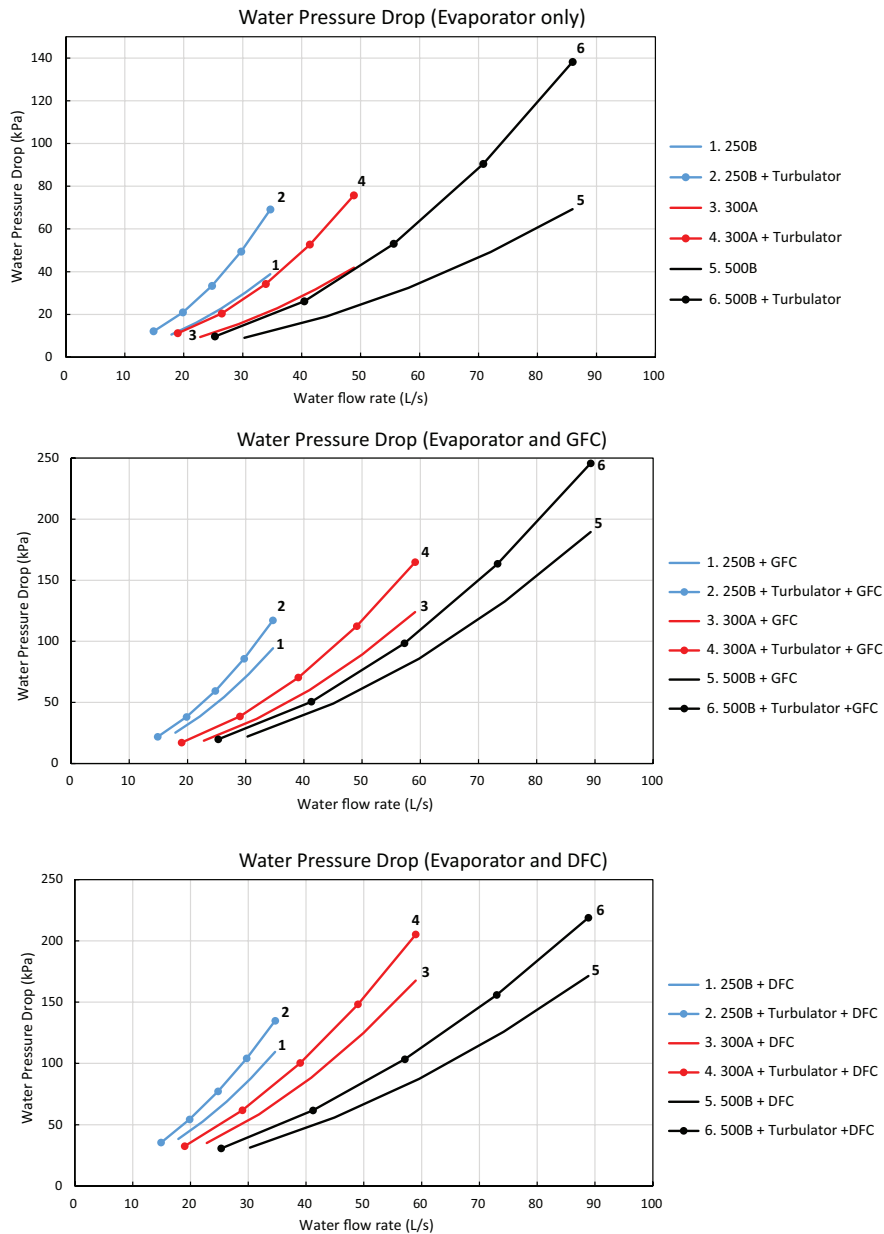 Water Pressure Drop (Evaporator only)
Water Pressure Drop (kPa)
140
120
100
80
60
40
20
0
0 10 20 30 40 50 60 70 80 90 100
Water flow rate (L/s)
1
2
3
4
5
6
1. 250B
2. 250B + Turbulator
3. 300A
4. 300A + Turbulator
5. 500B
6. 500B + Turbulator
Water Pressure Drop (Evaporator and GFC)
Water Pressure Drop (kPa)
250
200
150
100
50
0
0 10 20 30 40 50 60 70 80 90 100
Water flow rate (L/s)
1
2
3
4
5
6
1. 250B + GFC
2. 250B + Turbulator + GFC
3. 300A + GFC
4. 300A + Turbulator + GFC
5. 500B + GFC
6. 500B + Turbulator +GFC
Water Pressure Drop (Evaporator and DFC)
Water Pressure Drop (kPa)
250
200
150
100
50
0
0 10 20 30 40 50 60 70 80 90 100
Water flow rate (L/s)
1
2
3
4
5
6
1. 250B + DFC
2. 250B + Turbulator + DFC
3. 300A + DFC
4. 300A + Turbulator + DFC
5. 500B + DFC
6. 500B + Turbulator +DFC